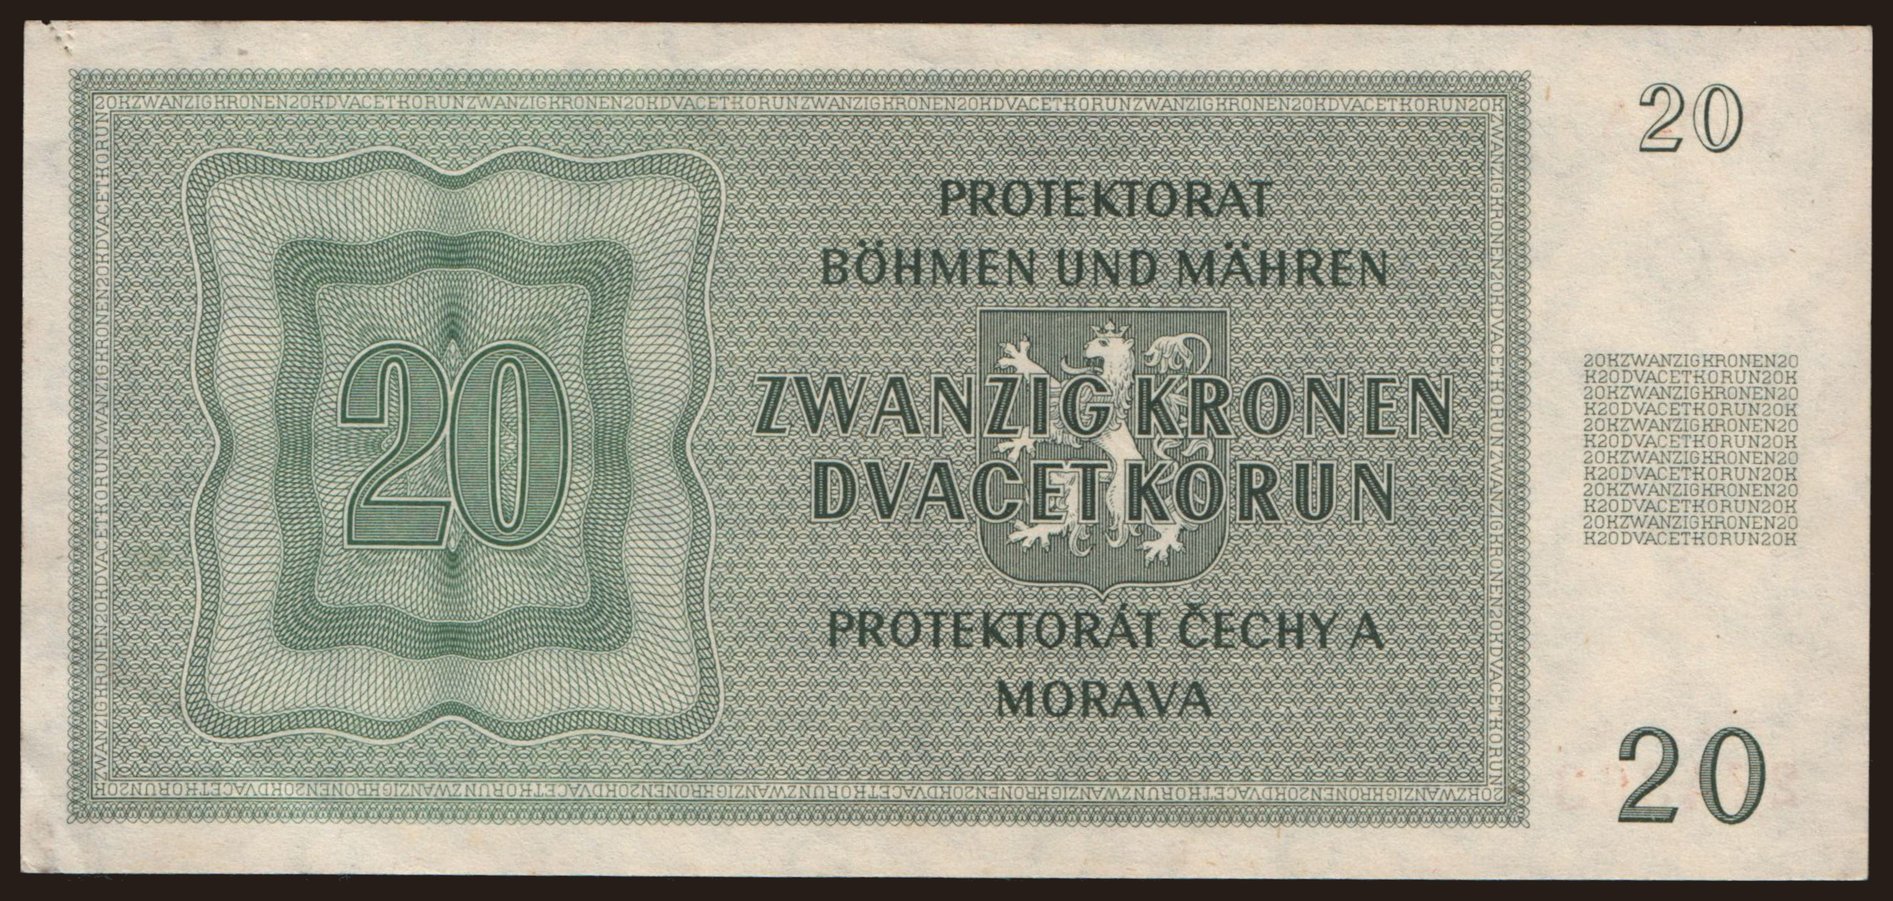 20KZWANZIGKRONEN20KDVACETKORUNZWANZIGKRONEN20KDVACETKORUNZWANZIGKRONEN20KDVACETKORUNZWANZIGKRONEN20KDVACETKORUN20K
20
PROTEKTORAT
BÖHMEN UND MÄHREN
20
ZWANZIG KRONEN
DVACET KORUN
PROTEKTORÁT ČECHY A
MORAVA
20KZWANZIGKRONEN20
K20DVACETKORUN20K
20KZWANZIGKRONEN20
K20DVACETKORUN20K
20KZWANZIGKRONEN20
K20DVACETKORUN20K
20KZWANZIGKRONEN20
K20DVACETKORUN20K
20KZWANZIGKRONEN20
K20DVACETKORUN20K
20KZWANZIGKRONEN20
K20DVACETKORUN20K
20